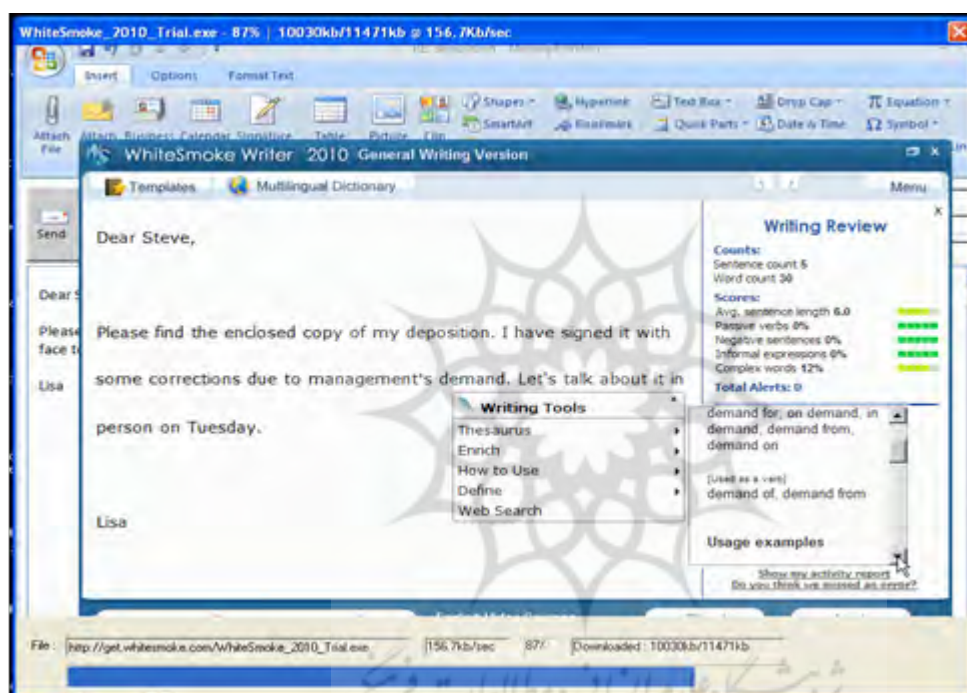 WhiteSmoke_2010_Trial.exe - 87% | 10030kb/11471kb @ 156,7Kb/sec
Insert Options Format Text
Shapes Hyperlink Text Box Drop Cap Equation
SmartArt Bookmark Quick Parts Date & Time Symbol
Attach File
Attach Business Calendar Signature Table Picture Clip
WhiteSmoke Writer 2010 General Writing Version
Templates Multilingual Dictionary Menu
Send
Dear Steve,
Please find the enclosed copy of my deposition. I have signed it with
some corrections due to management's demand. Let's talk about it in
person on Tuesday.
Lisa
Dear S
Please
face to
Lisa
Writing Tools
Thesaurus
Enrich
How to Use
Define
Web Search
Writing Review
Counts:
Sentence count 5
Word count 30
Scores:
Avg. sentence length 6.0
Passive verbs 0%
Negative sentences 0%
Informal expressions 0%
Complex words 12%
Total Alerts: 0
demand for, on demand, in
demand, demand from,
demand on
[Used as a verb]
demand of, demand from
Usage examples
Show my activity report
Do you think we missed an error?
File : http://get.whitesmoke.com/WhiteSmoke_2010_Trial.exe 156.7kb/sec 87% Downloaded : 10030kb/11471kb